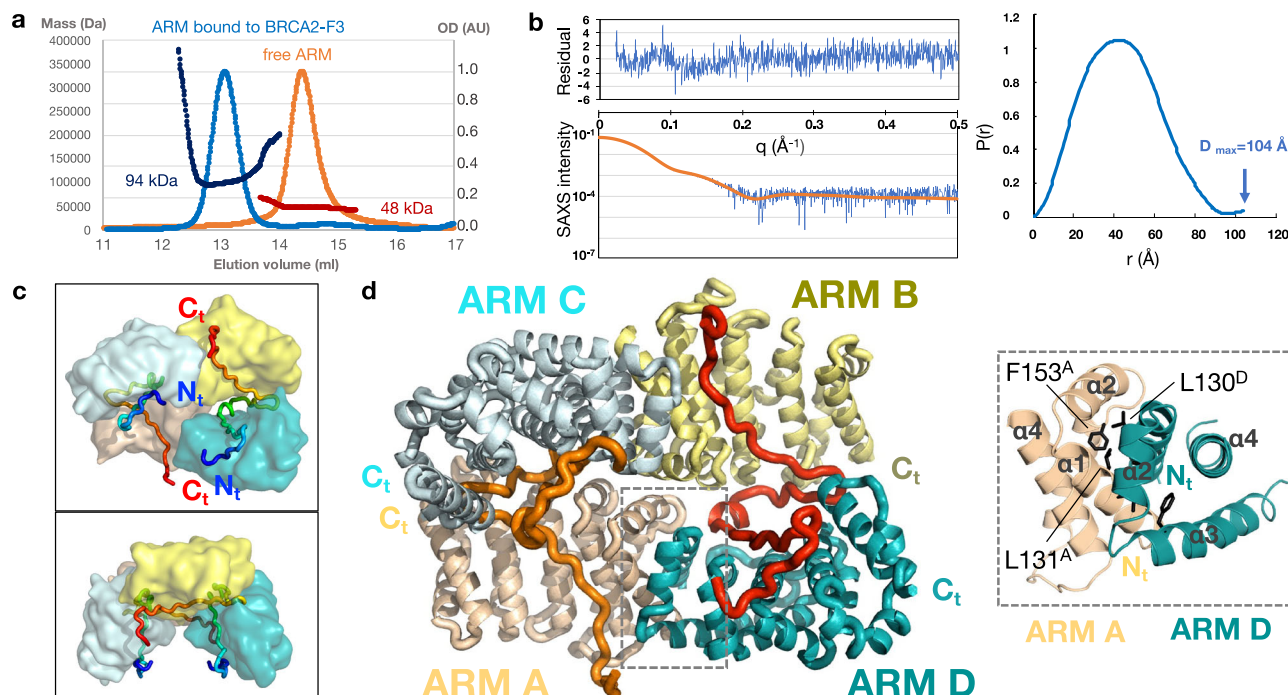 a
Mass (Da)
ARM bound to BRCA2-F3
OD (AU)
free ARM
400000
350000
300000
250000
200000
150000
100000
50000
0
1.0
0.8
0.6
0.4
0.2
0.0
94 kDa
48 kDa
11
12
13
14
15
16
17
Elution volume (ml)
b
Residual
6
4
2
0
-2
-4
-6
0
0.1
0.2
0.3
0.4
0.5
q (Å⁻¹)
SAXS intensity
10⁻¹
10⁻⁴
10⁻⁷
P(r)
1.2
1
0.8
0.6
0.4
0.2
0
D max=104 Å
0
20
40
60
80
100
120
r (Å)
c
Ct
Nt
Nt
Ct
d
ARM C
ARM B
Ct
Ct
Ct
Ct
ARM A
ARM D
F153ᴬ
α2
L130ᴰ
α4
α4
α1
α2
Nt
L131ᴬ
α3
Nt
ARM A
ARM D